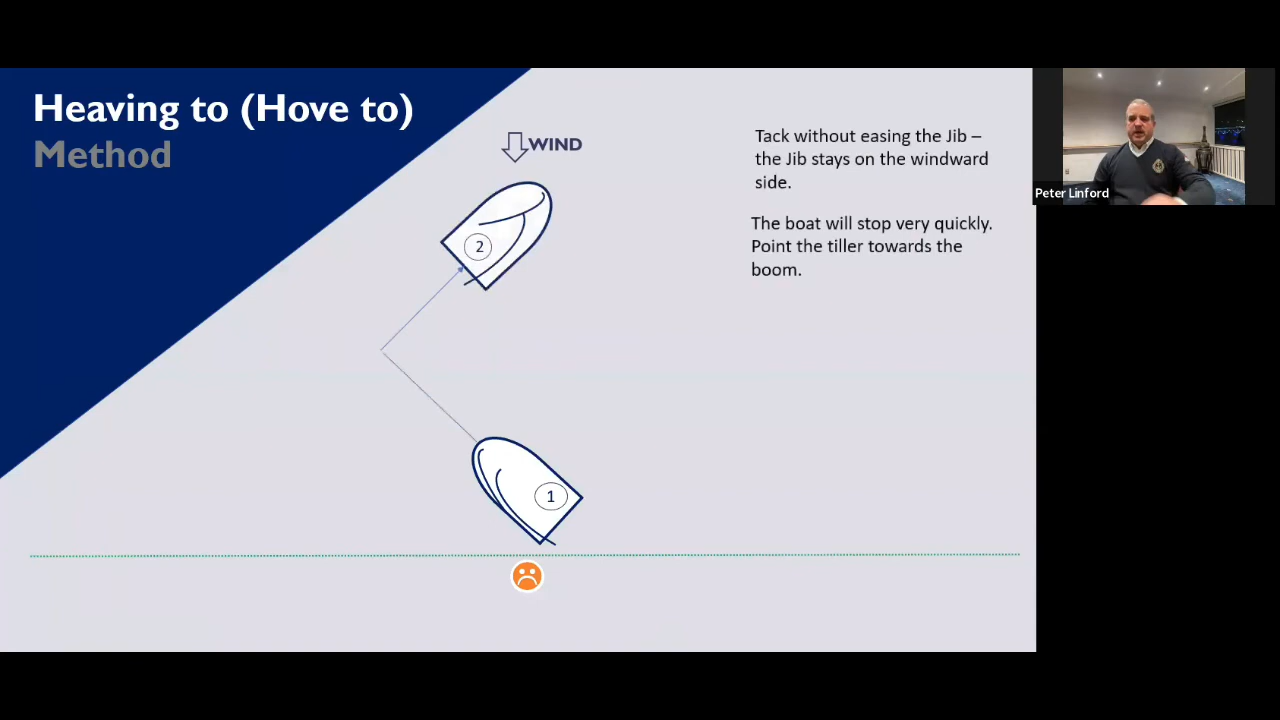 Heaving to (Hove to)
Method
WIND
Tack without easing the Jib –
the Jib stays on the windward
side.
The boat will stop very quickly.
Point the tiller towards the
boom.
2
1
Peter Linford